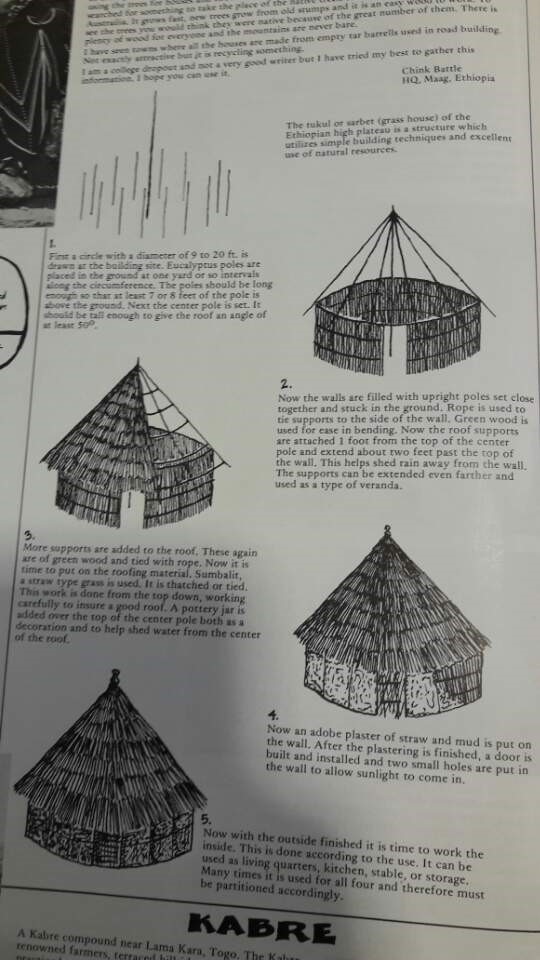 using the trees for houses and
searched for something to take the place of the native
Australia. It grows fast, new trees grow from old stumps and it is an easy wood to work. To
see the trees you would think they were native because of the great number of them. There is
plenty of wood for everyone and the mountains are never bare.
I have seen towns where all the houses are made from empty tar barrells used in road building.
Not exactly attractive but it is recycling something.
I am a college dropout and not a very good writer but I have tried my best to gather this
information. I hope you can use it.
Chink Battle
HQ, Maag, Ethiopia
The tukul or sarbet (grass house) of the
Ethiopian high plateau is a structure which
utilizes simple building techniques and excellent
use of natural resources.
1.
First a circle with a diameter of 9 to 20 ft. is
drawn at the building site. Eucalyptus poles are
placed in the ground at one yard or so intervals
along the circumference. The poles should be long
enough so that at least 7 or 8 feet of the pole is
above the ground. Next the center pole is set. It
should be tall enough to give the roof an angle of
at least 50º.
2.
Now the walls are filled with upright poles set close
together and stuck in the ground. Rope is used to
tie supports to the side of the wall. Green wood is
used for ease in bending. Now the roof supports
are attached 1 foot from the top of the center
pole and extend about two feet past the top of
the wall. This helps shed rain away from the wall.
The supports can be extended even farther and
used as a type of veranda.
3.
More supports are added to the roof. These again
are of green wood and tied with rope. Now it is
time to put on the roofing material. Sumbalit,
a straw type grass is used. It is thatched or tied.
This work is done from the top down, working
carefully to insure a good roof. A pottery jar is
added over the top of the center pole both as a
decoration and to help shed water from the center
of the roof.
4.
Now an adobe plaster of straw and mud is put on
the wall. After the plastering is finished, a door is
built and installed and two small holes are put in
the wall to allow sunlight to come in.
5.
Now with the outside finished it is time to work the
inside. This is done according to the use. It can be
used as living quarters, kitchen, stable, or storage.
Many times it is used for all four and therefore must
be partitioned accordingly.
KABRE
A Kabre compound near Lama Kara, Togo. The Kabre
renowned farmers, terraced